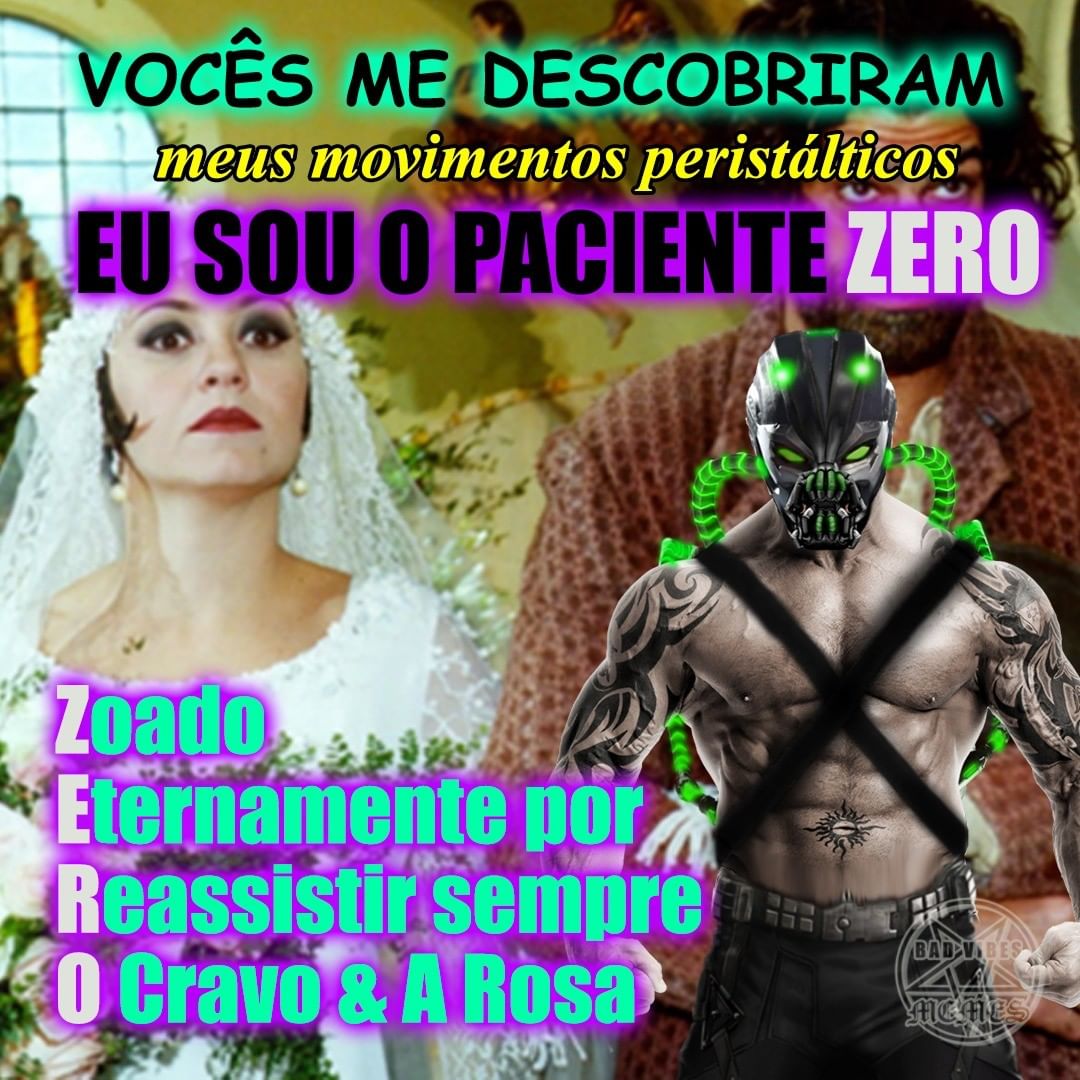 VOCÊS ME DESCOBRIRAM
meus movimentos peristálticos
EU SOU O PACIENTE ZERO
Zoado
Eternamente por
Reassistir sempre
O Cravo & A Rosa
BAD VIBES
MEMES